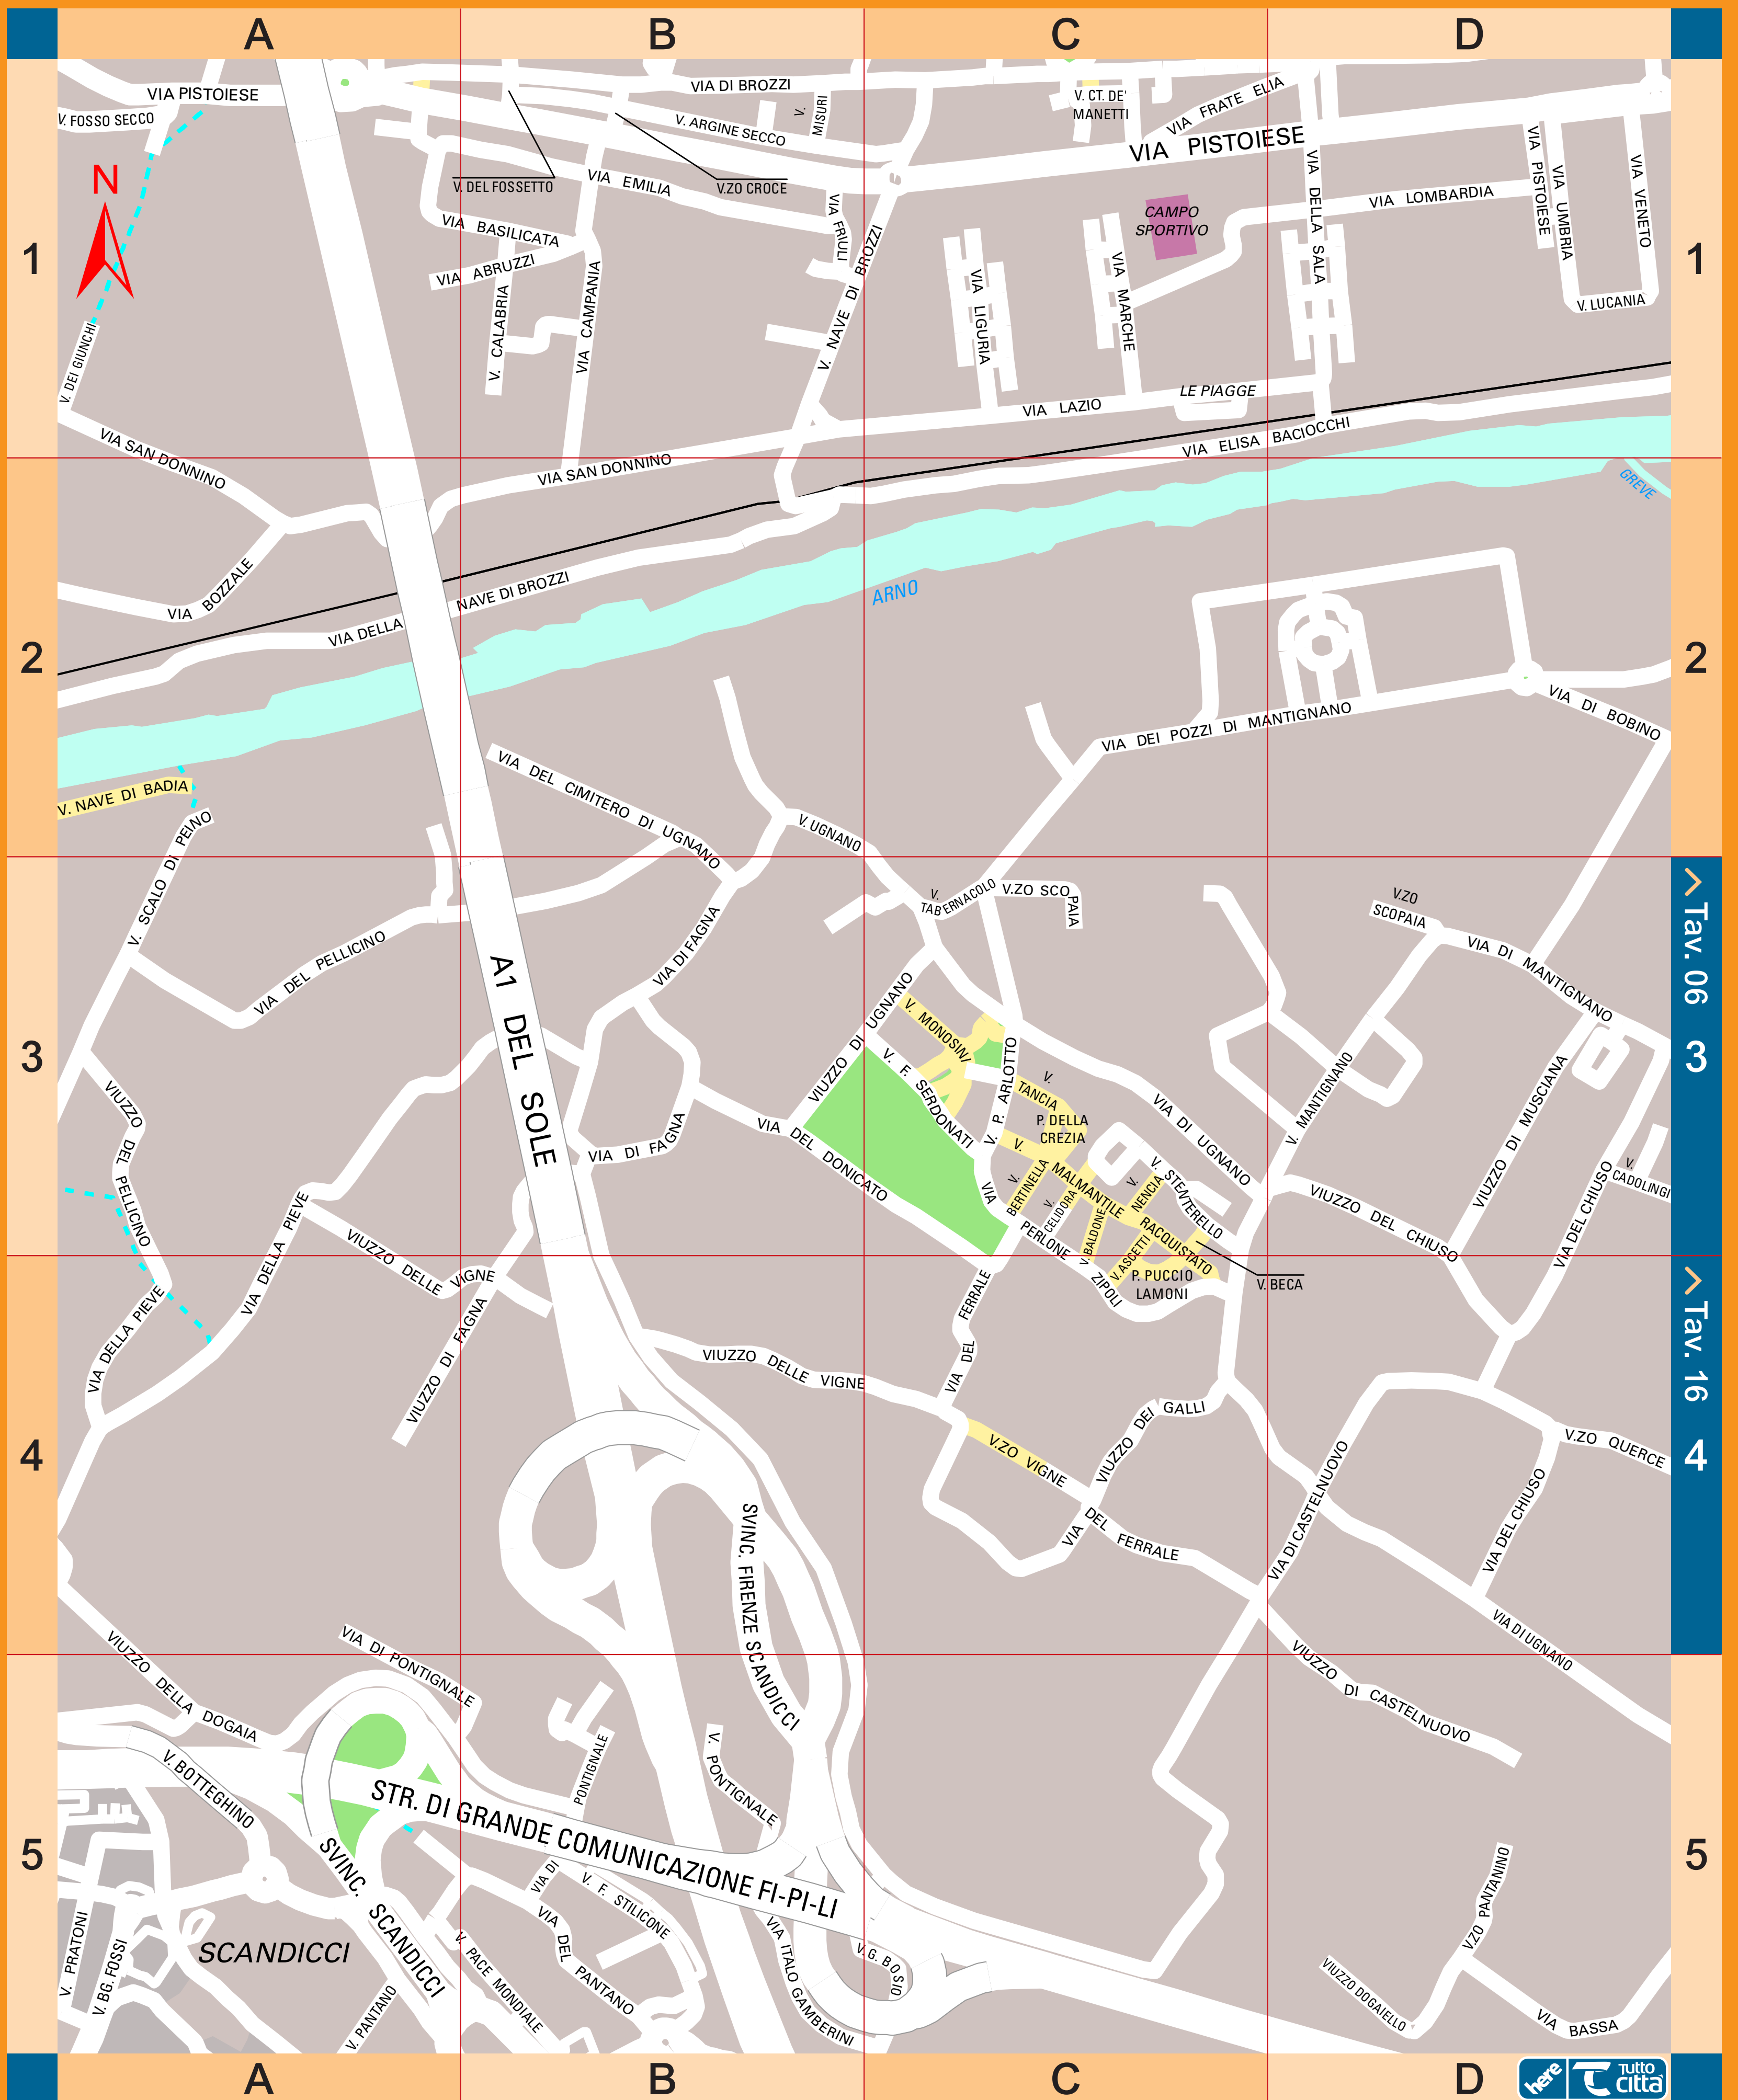 A B C D
VIA PISTOIESE
V. FOSSO SECCO
VIA DI BROZZI
V. ARGINE SECCO
V. MISURI
V. CT. DE'
MANETTI
VIA FRATE ELIA
VIA PISTOIESE
N
V. DEL FOSSETTO
VIA EMILIA
V.ZO CROCE
VIA FRIULI
VIA BASILICATA
VIA ABRUZZI
V. CALABRIA
VIA CAMPANIA
V. NAVE DI BROZZI
CAMPO
SPORTIVO
VIA LIGURIA
VIA MARCHE
VIA DELLA SALA
VIA LOMBARDIA
VIA PISTOIESE
VIA UMBRIA
VIA VENETO
V. LUCANIA
1
1
V. DEI GIUNCHI
LE PIAGGE
VIA LAZIO
VIA ELISA BACIOCCHI
VIA SAN DONNINO
VIA SAN DONNINO
GREVE
VIA BOZZALE
VIA DELLA
NAVE DI BROZZI
ARNO
2
2
VIA DEI POZZI DI MANTIGNANO
VIA DI BOBINO
V. NAVE DI BADIA
VIA DEL CIMITERO DI UGNANO
V. UGNANO
V. SCALO DI PEINO
V.
TABERNACOLO
V.ZO SCO
PAIA
V.ZO
SCOPAIA
VIA DI MANTIGNANO
> Tav. 06
VIA DEL PELLICINO
VIA DI FAGNA
A1 DEL SOLE
VIUZZO DI UGNANO
V. MONOSINI
V. F. SERDONATI
V. P. ARLOTTO
V.
TANCIA
P. DELLA
CREZIA
3
3
VIUZZO DEL PELLICINO
VIA DI FAGNA
VIA DEL DONICATO
VIA DI UGNANO
V. MANTIGNANO
VIUZZO DI MUSCIANA
V.
CADOLINGI
V.
MALMANTILE
RACQUISTATO
V.
BERTINELLA
V.
CELIDORA
V. BALDONE
V.
NENCIA
V. STENTERELLO
V. ASCETTI
VIA
PERLONE
ZIPOLI
P. PUCCIO
LAMONI
V. BECA
VIUZZO DEL CHIUSO
VIA DEL CHIUSO
VIA DELLA PIEVE
VIUZZO DELLE VIGNE
> Tav. 16
VIA DELLA PIEVE
VIUZZO DI FAGNA
VIUZZO DELLE VIGNE
VIA DEL
FERRALE
VIUZZO DEI GALLI
V.ZO VIGNE
VIA
DEL FERRALE
VIA DI CASTELNUOVO
V.ZO QUERCE
VIA DEL CHIUSO
4
4
SVINC. FIRENZE SCANDICCI
VIA DI UGNANO
VIUZZO DELLA DOGAIA
VIA DI PONTIGNALE
VIUZZO
DI CASTELNUOVO
V. BOTTEGHINO
PONTIGNALE
V. PONTIGNALE
STR. DI GRANDE COMUNICAZIONE FI-PI-LI
SVINC. SCANDICCI
5
5
VIA DI
V. F. STILICONE
VIA DEL PANTANO
V. PACE MONDIALE
VIA ITALO GAMBERINI
V. G. BOSIO
V. PRATONI
V. BG. FOSSI
SCANDICCI
V. PANTANO
V.ZO PANTANINO
VIUZZO DOGAIELLO
VIA BASSA
A B C D
here
TUTTO
città